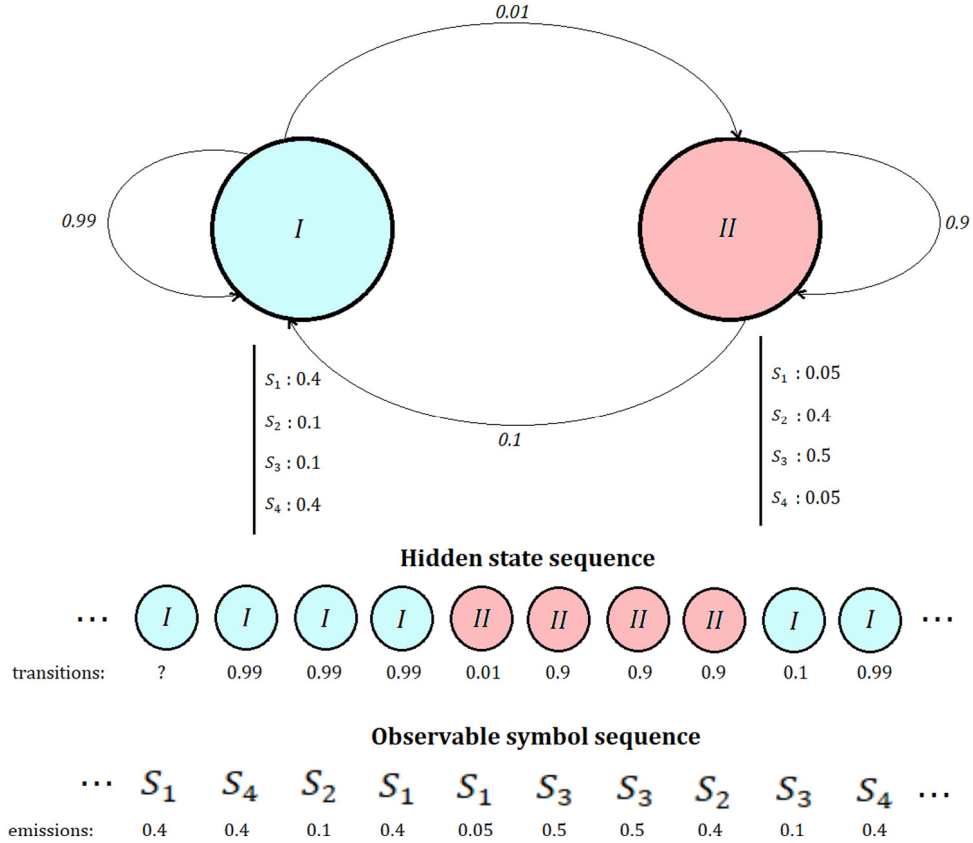 0.01
0.99
I
II
0.9
S₁ : 0.4
S₂ : 0.1
S₃ : 0.1
S₄ : 0.4
0.1
S₁ : 0.05
S₂ : 0.4
S₃ : 0.5
S₄ : 0.05
Hidden state sequence
... I I I I II II II II I I ...
transitions: ? 0.99 0.99 0.99 0.01 0.9 0.9 0.9 0.1 0.99
Observable symbol sequence
... S₁ S₄ S₂ S₁ S₁ S₃ S₃ S₂ S₃ S₄ ...
emissions: 0.4 0.4 0.1 0.4 0.05 0.5 0.5 0.4 0.1 0.4